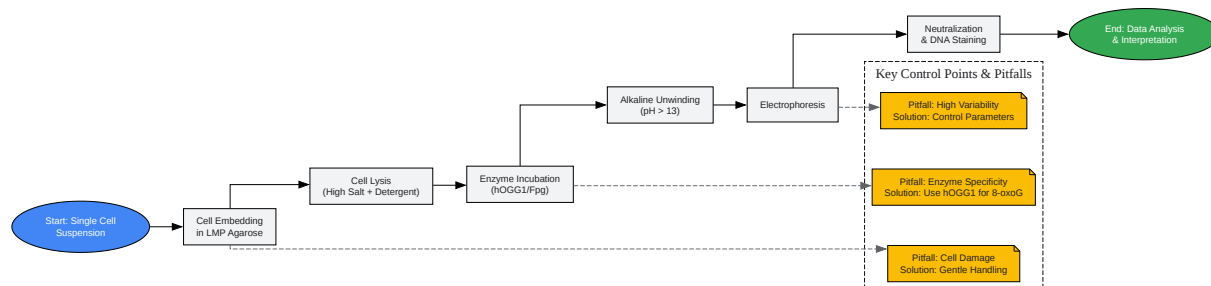 Start: Single Cell
Suspension
Cell Embedding
in LMP Agarose
Cell Lysis
(High Salt + Detergent)
Enzyme Incubation
(hOGG1/Fpg)
Alkaline Unwinding
(pH > 13)
Electrophoresis
Neutralization
& DNA Staining
End: Data Analysis
& Interpretation
Key Control Points & Pitfalls
Pitfall: High Variability
Solution: Control Parameters
Pitfall: Enzyme Specificity
Solution: Use hOGG1 for 8-oxoG
Pitfall: Cell Damage
Solution: Gentle Handling